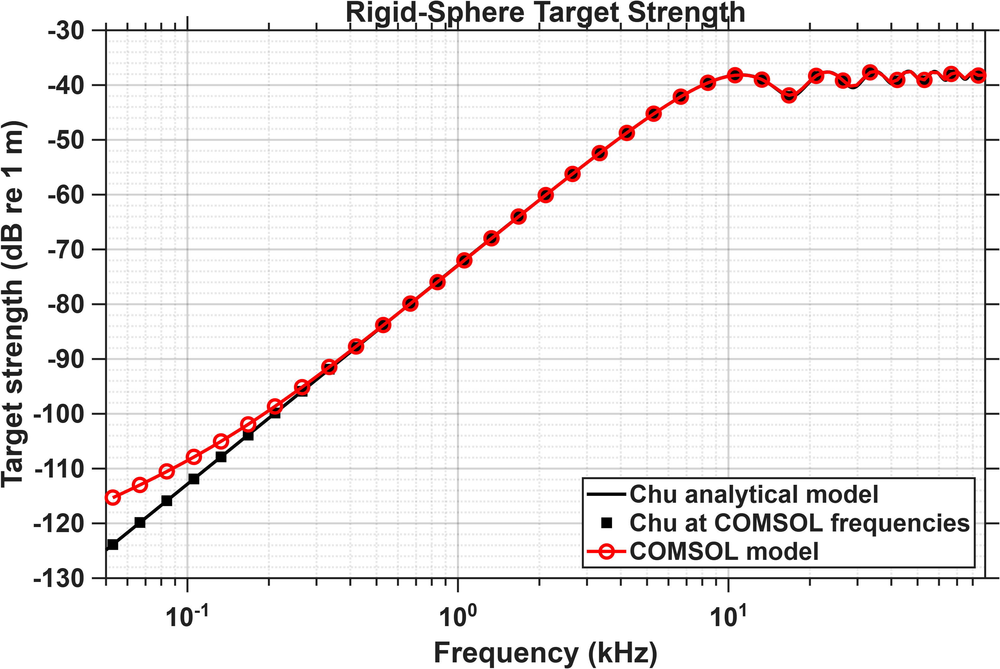 Rigid-Sphere Target Strength
Target strength (dB re 1 m)
-30
-40
-50
-60
-70
-80
-90
-100
-110
-120
-130
Chu analytical model
Chu at COMSOL frequencies
COMSOL model
10⁻¹ 10⁰ 10¹
Frequency (kHz)